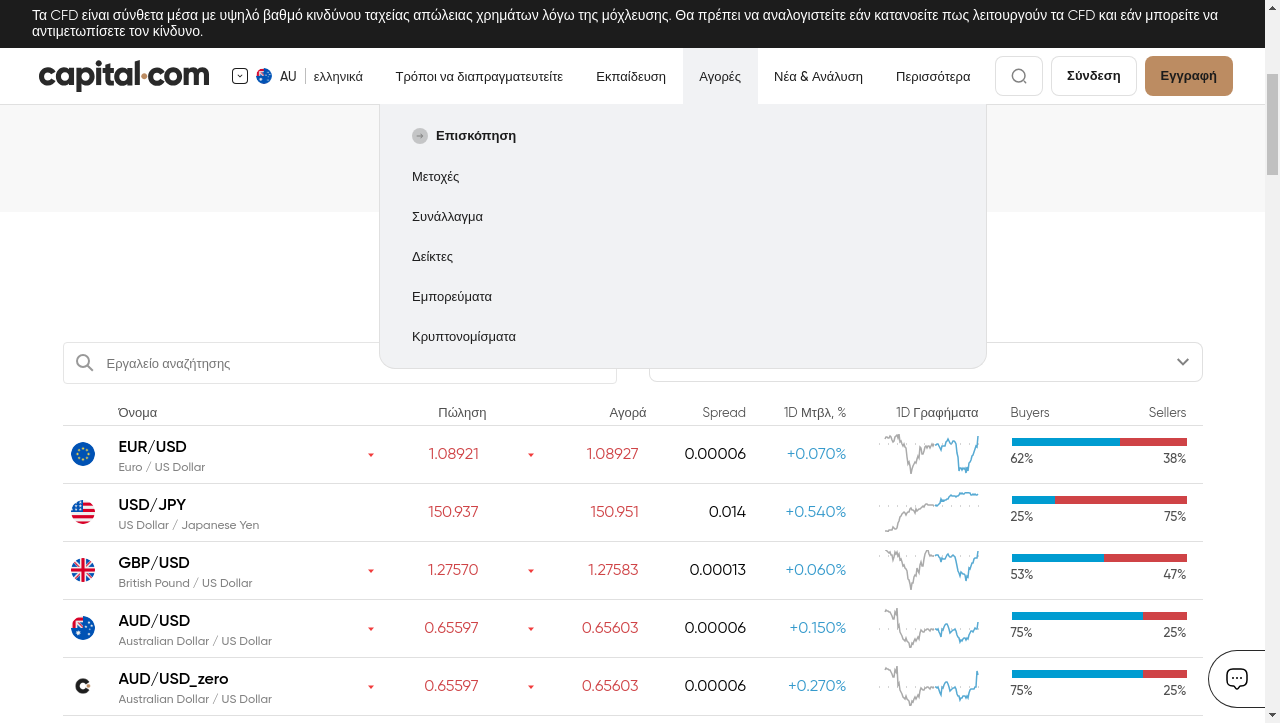 Τα CFD είναι σύνθετα μέσα με υψηλό βαθμό κινδύνου ταχείας απώλειας χρημάτων λόγω της μόχλευσης. Θα πρέπει να αναλογιστείτε εάν κατανοείτε πως λειτουργούν τα CFD και εάν μπορείτε να
αντιμετωπίσετε τον κίνδυνο.
capital.com AU ελληνικά Τρόποι να διαπραγματευτείτε Εκπαίδευση Αγορές Νέα & Ανάλυση Περισσότερα Σύνδεση Εγγραφή
Επισκόπηση
Μετοχές
Συνάλλαγμα
Δείκτες
Εμπορεύματα
Κρυπτονομίσματα
Εργαλείο αναζήτησης
Όνομα Πώληση Αγορά Spread 1D Μτβλ, % 1D Γραφήματα Buyers Sellers
EUR/USD 1.08921 1.08927 0.00006 +0.070%
Euro / US Dollar 62% 38%
USD/JPY 150.937 150.951 0.014 +0.540%
US Dollar / Japanese Yen 25% 75%
GBP/USD 1.27570 1.27583 0.00013 +0.060%
British Pound / US Dollar 53% 47%
AUD/USD 0.65597 0.65603 0.00006 +0.150%
Australian Dollar / US Dollar 75% 25%
AUD/USD_zero 0.65597 0.65603 0.00006 +0.270%
Australian Dollar / US Dollar 75% 25%